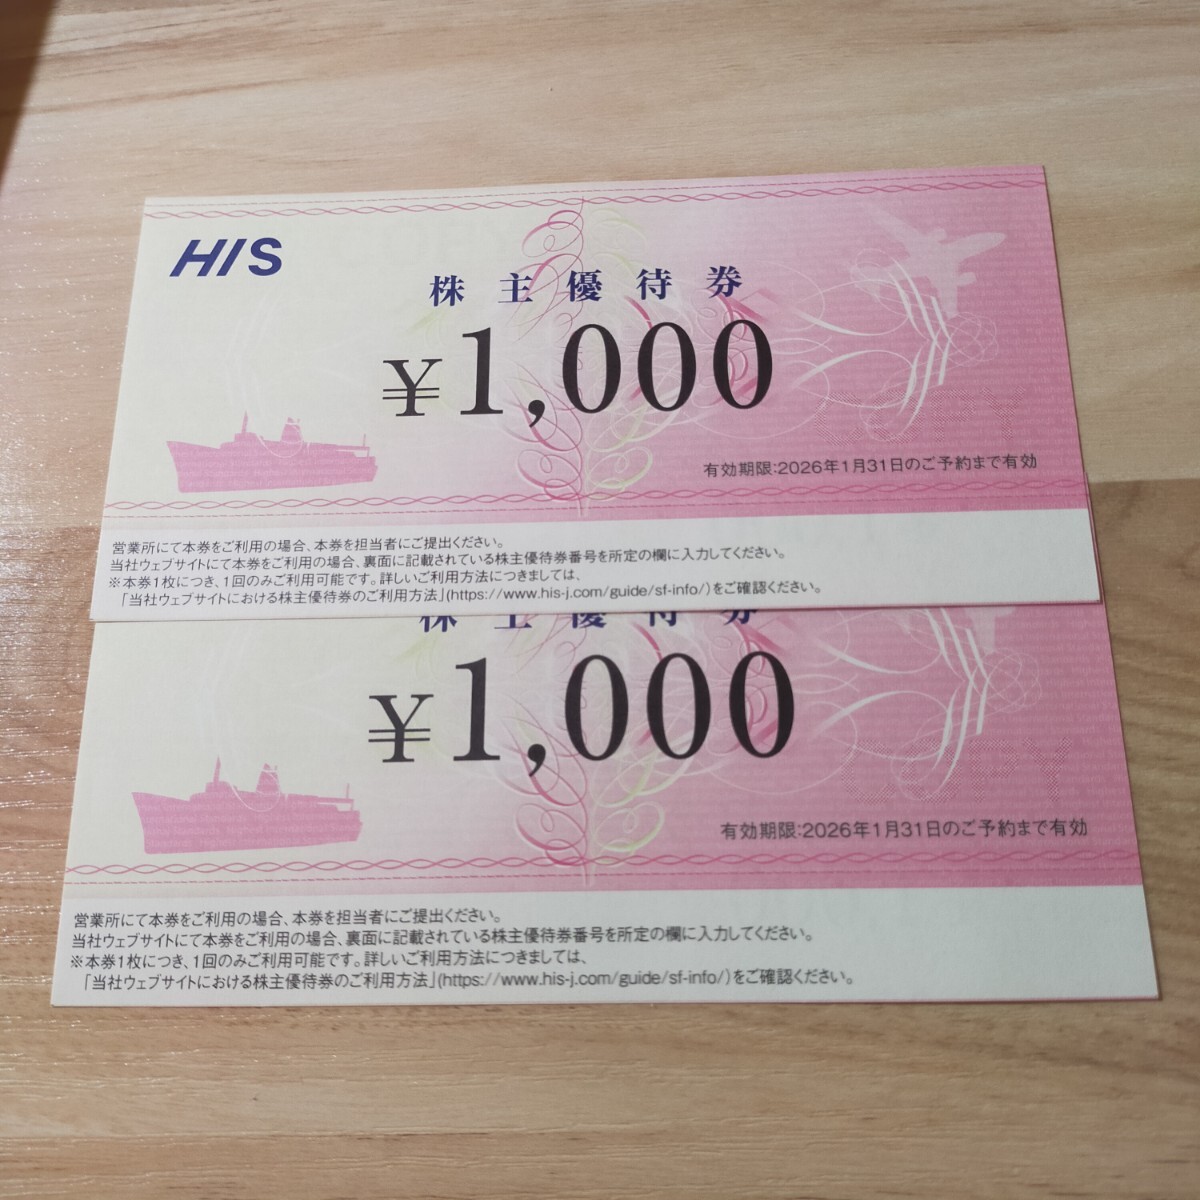 HIS
株主優待券
¥1,000
有効期限:2026年1月31日のご予約まで有効
営業所にて本券をご利用の場合、本券を担当者にご提出ください。
当社ウェブサイトにて本券をご利用の場合、裏面に記載されている株主優待券番号を所定の欄に入力してください。
※本券1枚につき、1回のみご利用可能です。詳しいご利用方法につきましては、
「当社ウェブサイトにおける株主優待券のご利用方法」(https://www.his-j.com/guide/sf-info/)をご確認ください。
株主優待券
¥1,000
有効期限:2026年1月31日のご予約まで有効
営業所にて本券をご利用の場合、本券を担当者にご提出ください。
当社ウェブサイトにて本券をご利用の場合、裏面に記載されている株主優待券番号を所定の欄に入力してください。
※本券1枚につき、1回のみご利用可能です。詳しいご利用方法につきましては、
「当社ウェブサイトにおける株主優待券のご利用方法」(https://www.his-j.com/guide/sf-info/)をご確認ください。